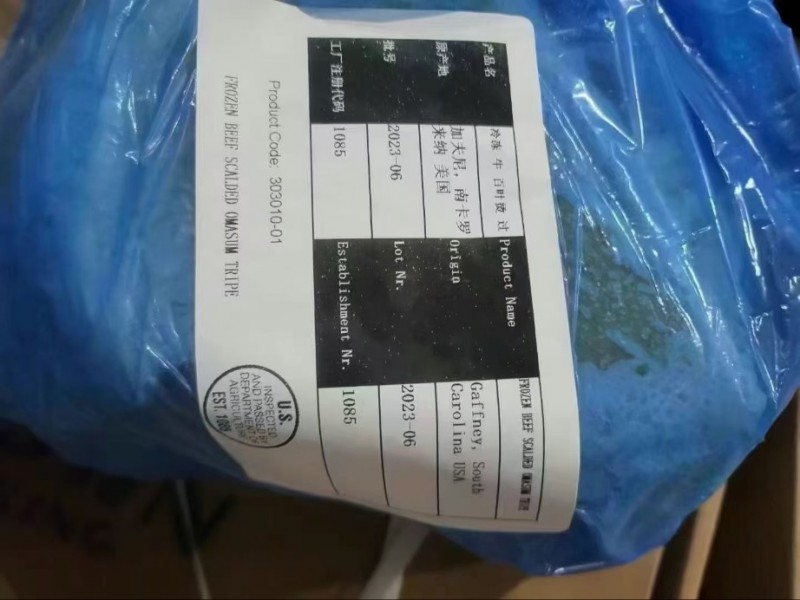 产品名 冷冻 牛 百叶烫 过 Product Name FROZEN BEEF SCALDED OMASUM TRIPE
原产地 加夫尼, 南卡罗 Origin Gaffney, South
米纳 美国 Carolina USA
批号 2023-06 Lot Nr. 2023-06
工厂注册代码 1085 Establishment Nr. 1085
Product Code: 303010-01
FROZEN BEEF SCALDED OMASUM TRIPE
U.S.
INSPECTED
AND PASSED BY
DEPARTMENT OF
AGRICULTURE
EST.